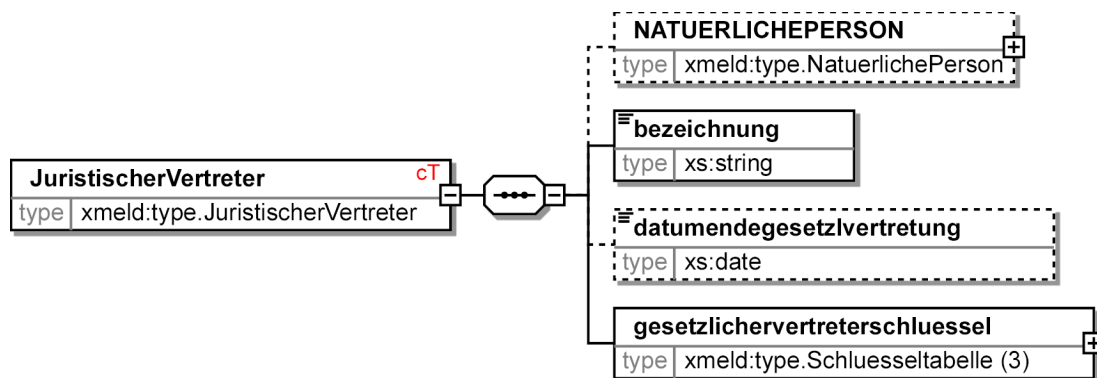 NATUERLICHEPERSON
type xmeld:type.NatuerlichePerson
bezeichnung
type xs:string
JuristischerVertreter cT
type xmeld:type.JuristischerVertreter
datumendegesetzlvertretung
type xs:date
gesetzlichervertreterschluessel
type xmeld:type.Schluesseltabelle (3)